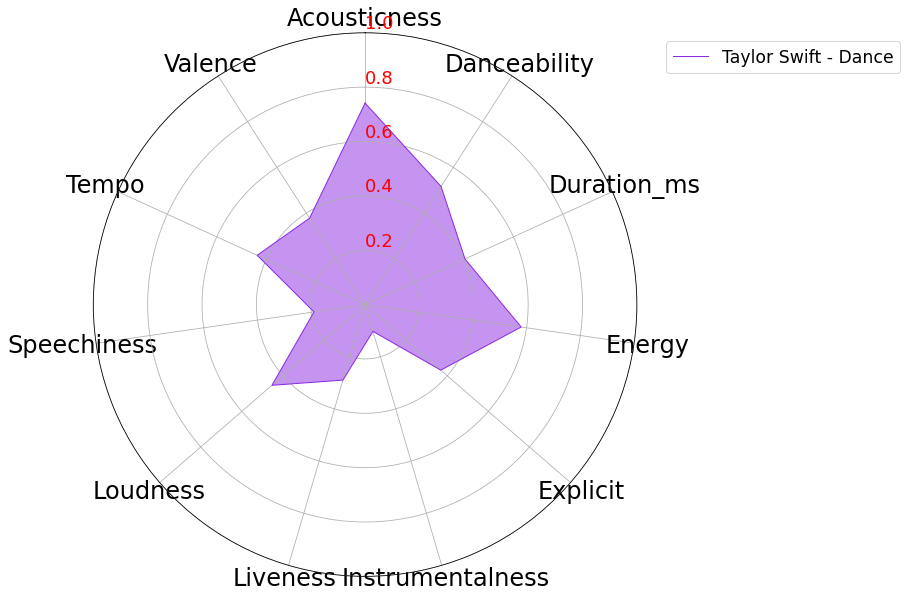 Acousticness
1.0
Valence
Danceability
Taylor Swift - Dance
0.8
0.6
Tempo
0.4
Duration_ms
0.2
Speechiness
Energy
Loudness
Explicit
Liveness
Instrumentalness